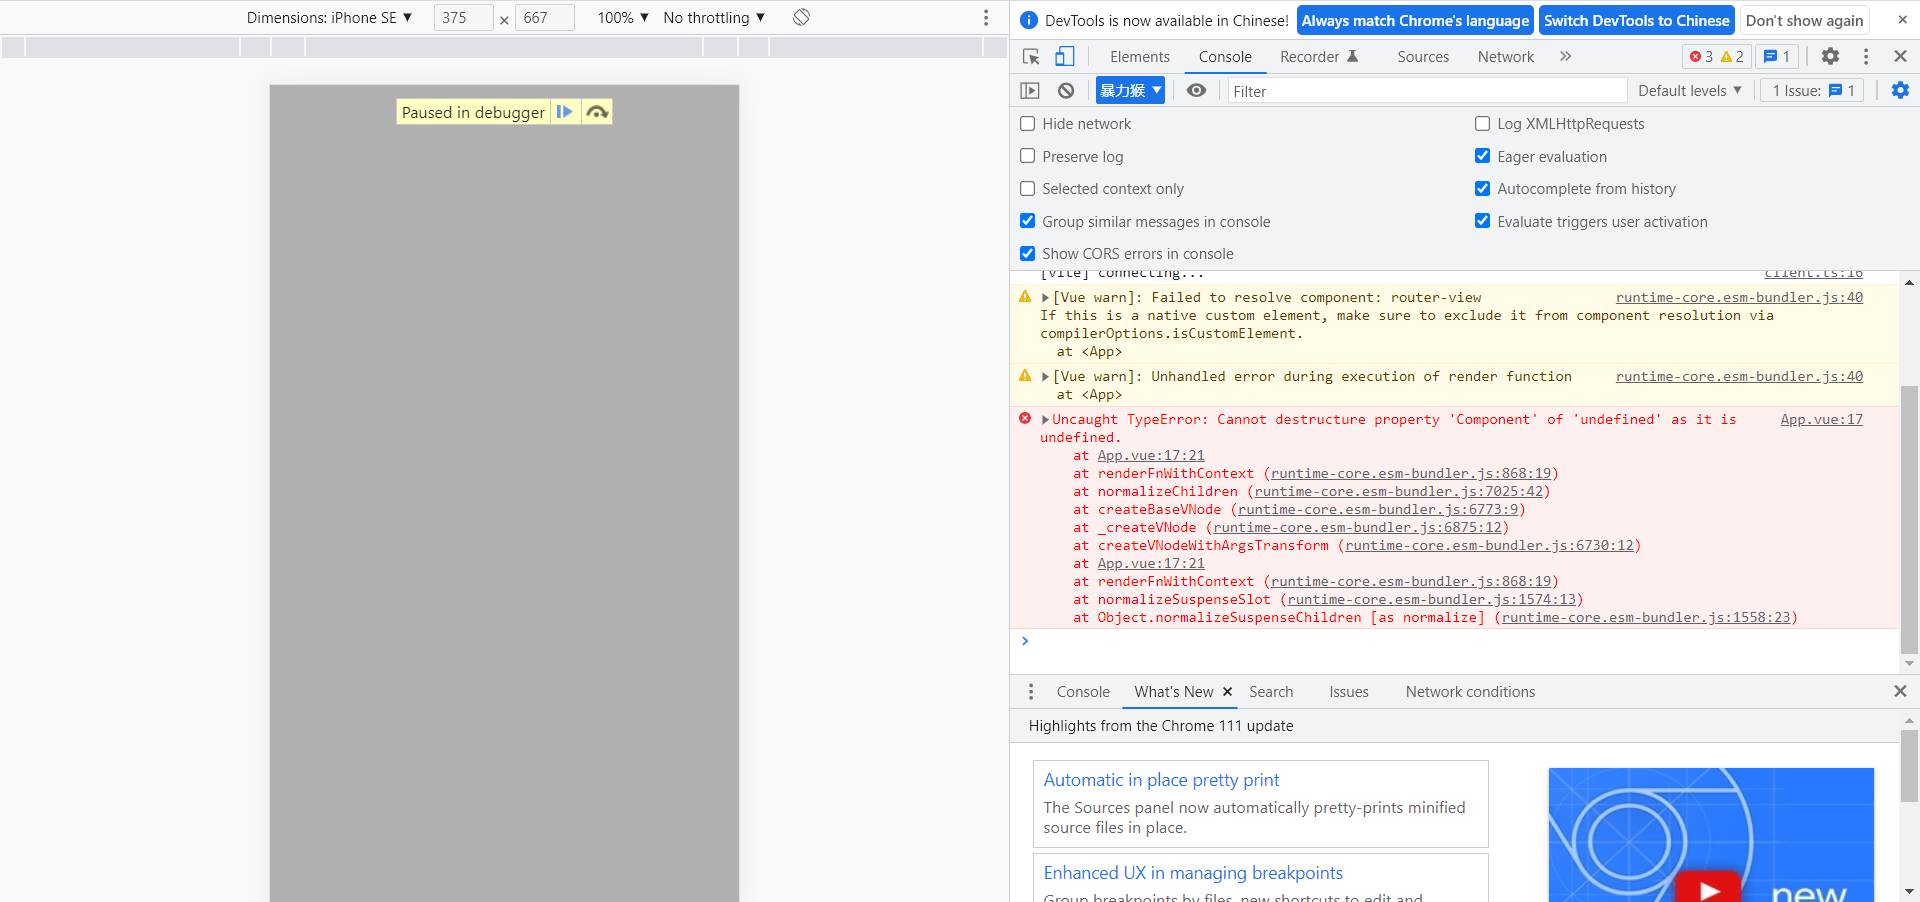 Dimensions: iPhone SE ▼ 375 × 667 100% ▼ No throttling ▼
Paused in debugger
DevTools is now available in Chinese! Always match Chrome's language Switch DevTools to Chinese Don't show again ×
Elements Console Recorder Sources Network » 3 2 1
暴力猴 ▼ Filter Default levels ▼ 1 Issue: 1
Hide network
Log XMLHttpRequests
Preserve log
Eager evaluation
Selected context only
Autocomplete from history
Group similar messages in console
Evaluate triggers user activation
Show CORS errors in console
[vite] connecting... client.ts:16
[Vue warn]: Failed to resolve component: router-view runtime-core.esm-bundler.js:40
If this is a native custom element, make sure to exclude it from component resolution via
compilerOptions.isCustomElement.
at <App>
[Vue warn]: Unhandled error during execution of render function runtime-core.esm-bundler.js:40
at <App>
Uncaught TypeError: Cannot destructure property 'Component' of 'undefined' as it is App.vue:17
undefined.
at App.vue:17:21
at renderFnWithContext (runtime-core.esm-bundler.js:868:19)
at normalizeChildren (runtime-core.esm-bundler.js:7025:42)
at createBaseVNode (runtime-core.esm-bundler.js:6773:9)
at _createVNode (runtime-core.esm-bundler.js:6875:12)
at createVNodeWithArgsTransform (runtime-core.esm-bundler.js:6730:12)
at App.vue:17:21
at renderFnWithContext (runtime-core.esm-bundler.js:868:19)
at normalizeSuspenseSlot (runtime-core.esm-bundler.js:1574:13)
at Object.normalizeSuspenseChildren [as normalize] (runtime-core.esm-bundler.js:1558:23)
Console What's New × Search Issues Network conditions
Highlights from the Chrome 111 update
Automatic in place pretty print
The Sources panel now automatically pretty-prints minified
source files in place.
Enhanced UX in managing breakpoints
Group breakpoints by files, new shortcuts to edit and
new